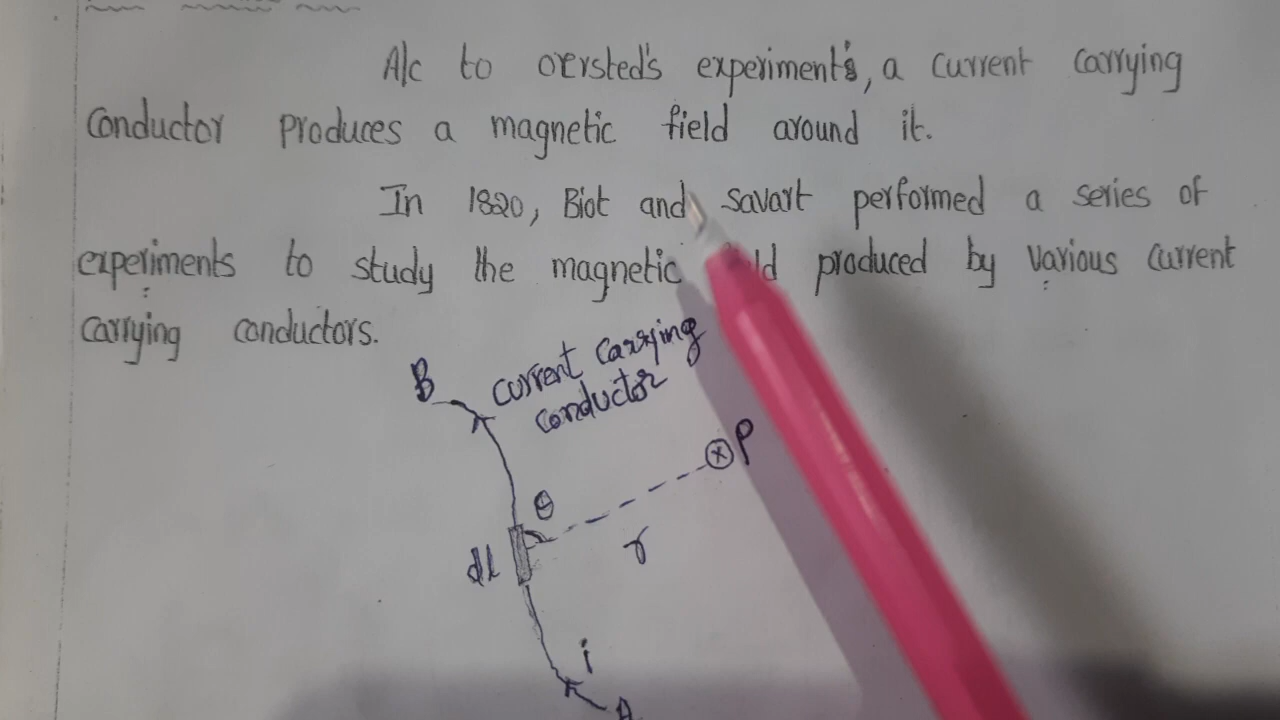 A/c to oersted's experiment's, a current carrying
conductor produces a magnetic field around it.
In 1820, Biot and savart performed a series of
experiments to study the magnetic produced by various current
carrying conductors.
B
current carrying
conductor
P
θ
dl
r
i
A